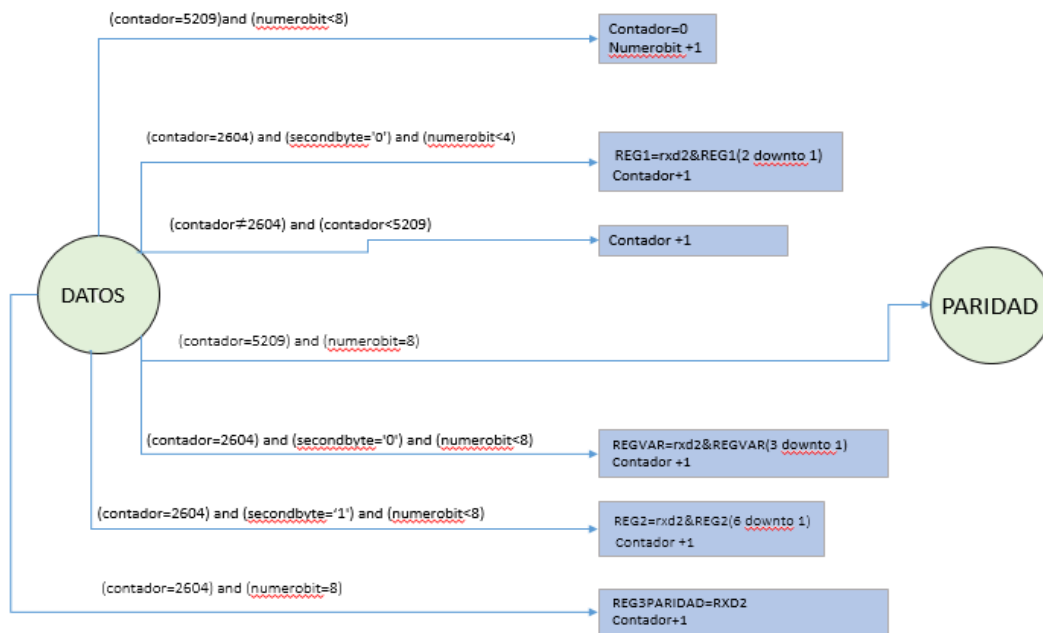 (contador=5209)and (numerobit<8)
Contador=0
Numerobit +1
(contador=2604) and (secondbyte='0') and (numerobit<4)
REG1=rxd2&REG1(2 downto 1)
Contador+1
(contador≠2604) and (contador<5209)
Contador +1
DATOS
PARIDAD
(contador=5209) and (numerobit=8)
(contador=2604) and (secondbyte='0') and (numerobit<8)
REGVAR=rxd2&REGVAR(3 downto 1)
Contador +1
(contador=2604) and (secondbyte='1') and (numerobit<8)
REG2=rxd2&REG2(6 downto 1)
Contador +1
(contador=2604) and (numerobit=8)
REG3PARIDAD=RXD2
Contador+1